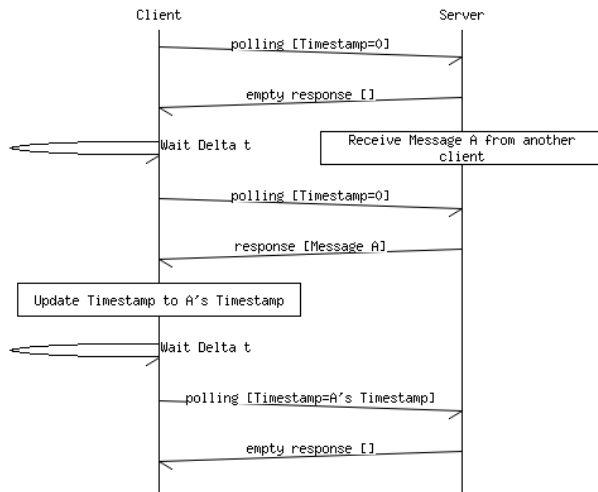 Client
Server
polling [Timestamp=0]
empty response []
Wait Delta t
Receive Message A from another
client
polling [Timestamp=0]
response [Message A]
Update Timestamp to A's Timestamp
Wait Delta t
polling [Timestamp=A's Timestamp]
empty response []